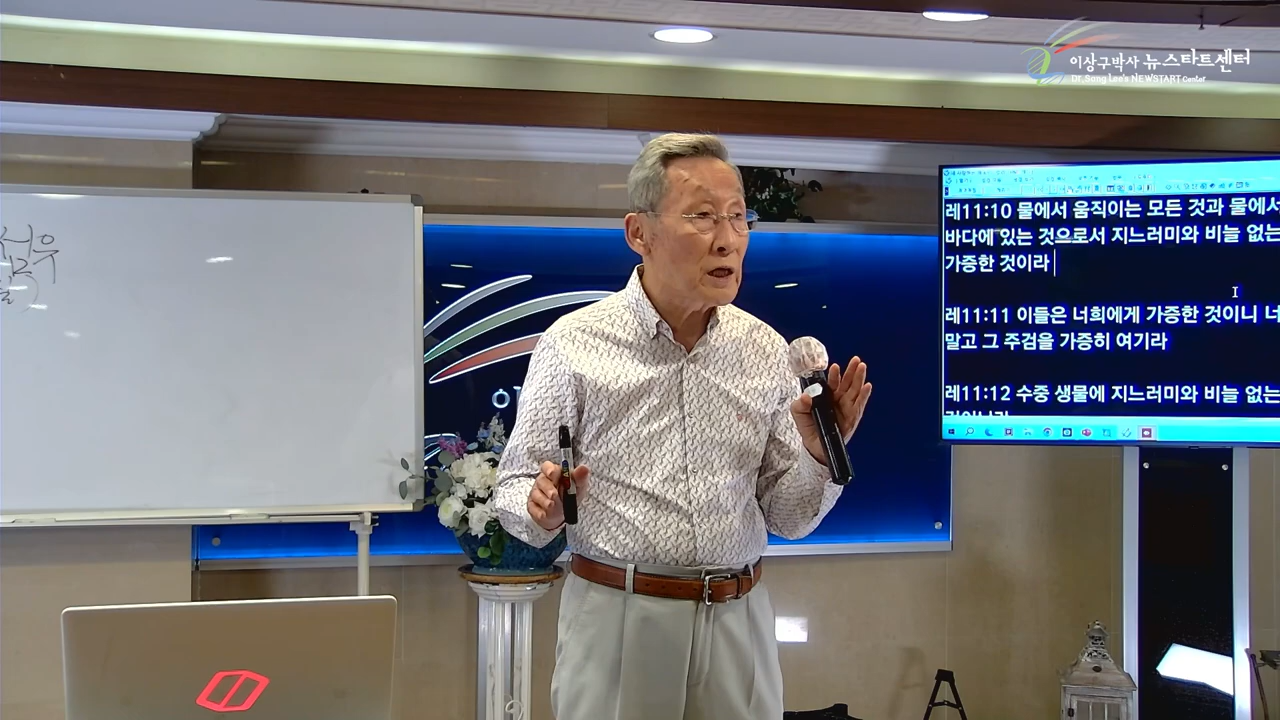 이상구박사 뉴스타트센터
Dr. Sang Lee's NEWSTART Center
레11:10 물에서 움직이는 모든 것과 물에서
바다에 있는 것으로서 지느러미와 비늘 없는
가증한 것이라
레11:11 이들은 너희에게 가증한 것이니 너
말고 그 주검을 가증히 여기라
레11:12 수중 생물에 지느러미와 비늘 없는